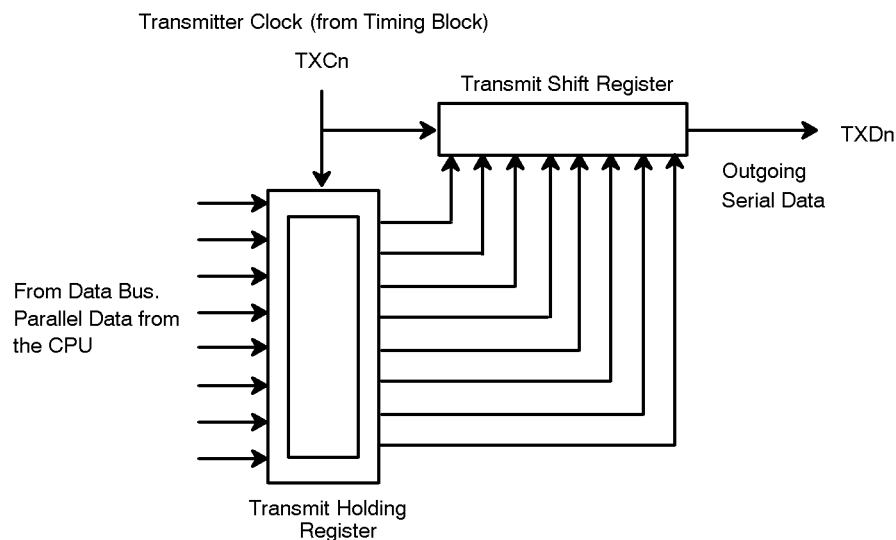 Transmitter Clock (from Timing Block)
TXCn
Transmit Shift Register
TXDn
Outgoing
Serial Data
From Data Bus.
Parallel Data from
the CPU
Transmit Holding
Register